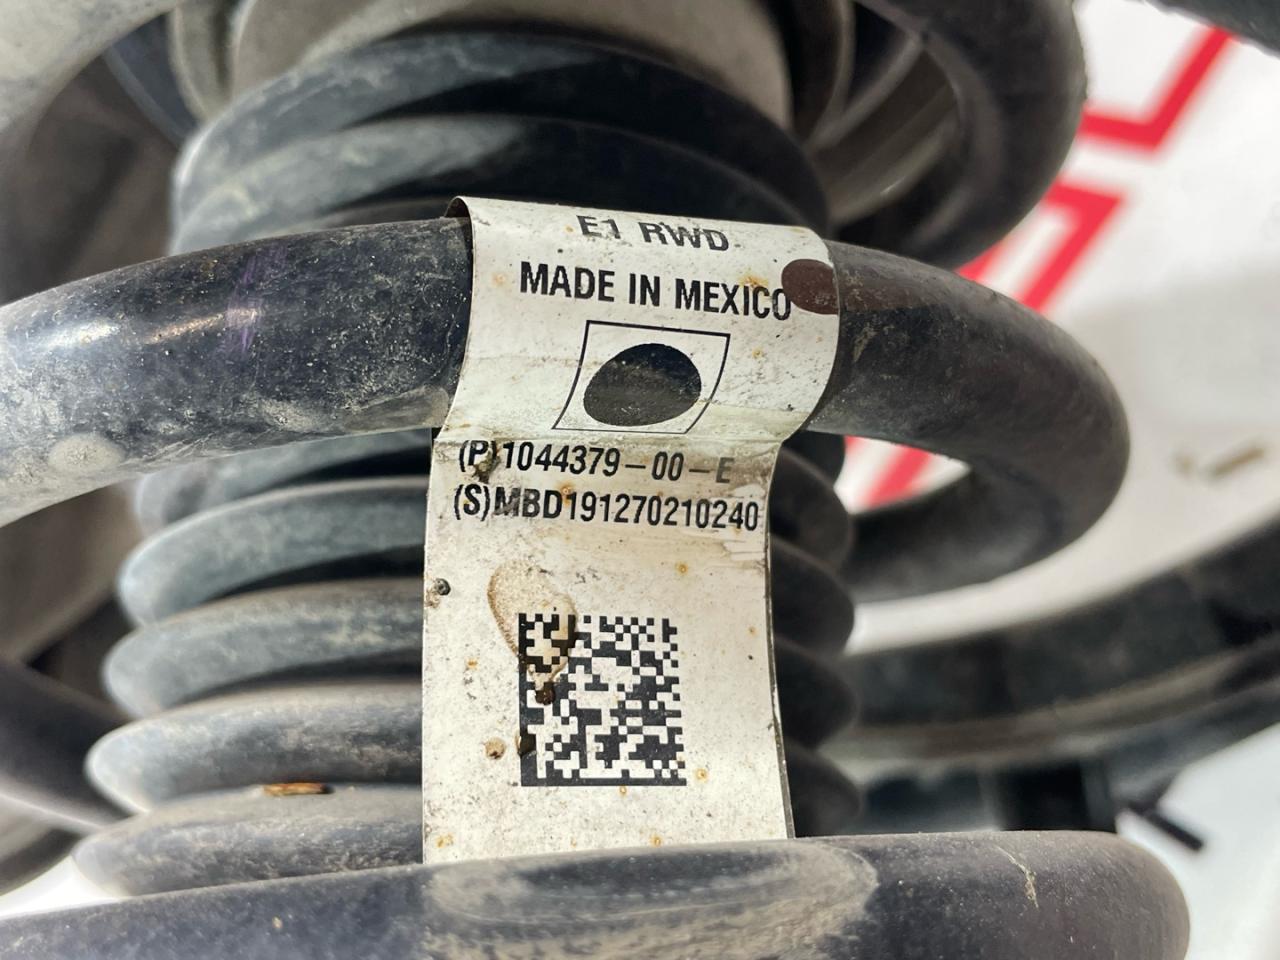 E1 RWD
MADE IN MEXICO
(P)1044379-00-E
(S)MBD191270210240